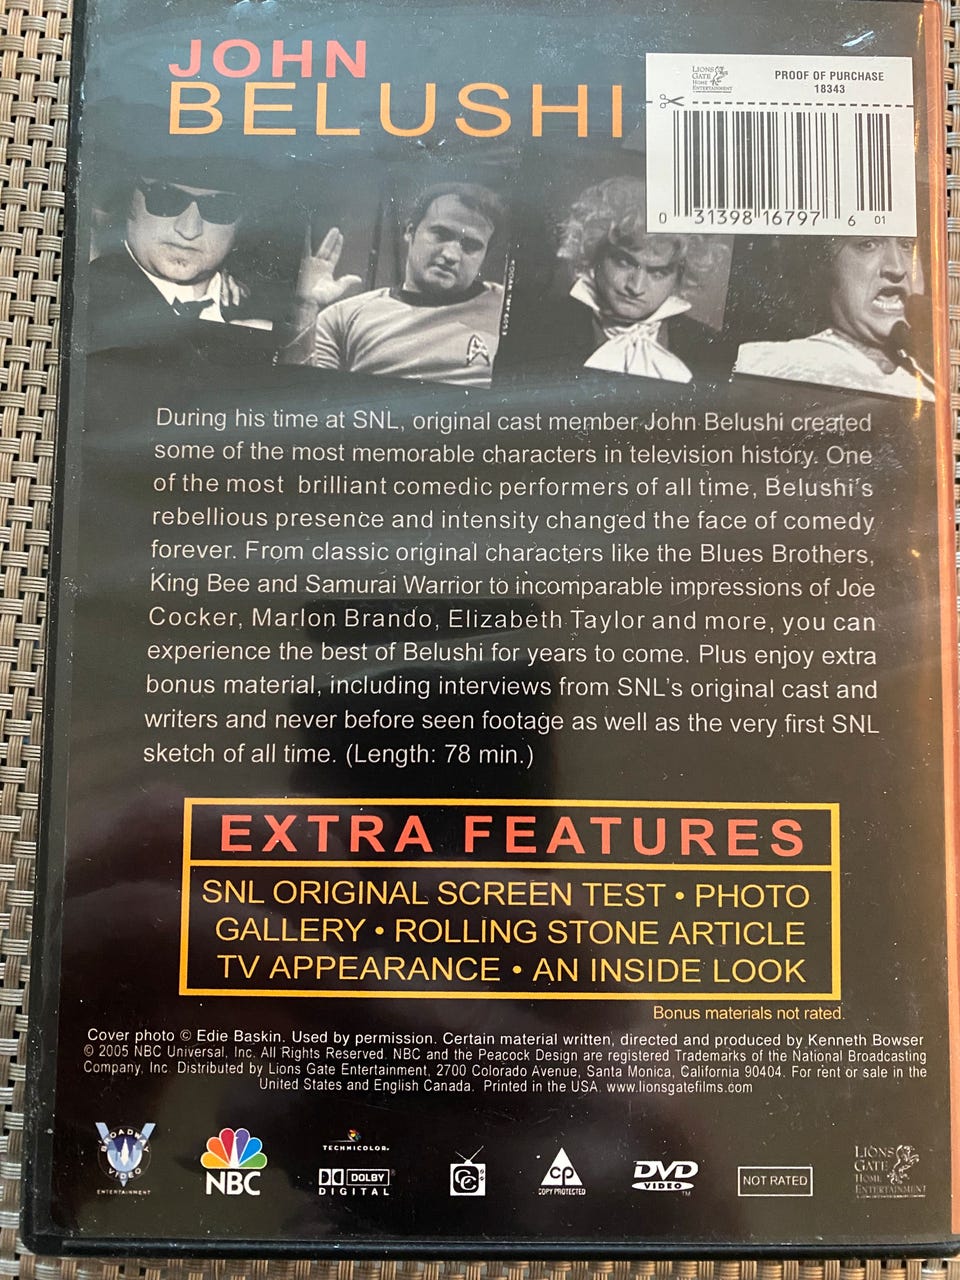 JOHN
BELUSHI
LIONS
GATE
HOME
ENTERTAINMENT
PROOF OF PURCHASE
18343
0 31398 16797 6 01
During his time at SNL, original cast member John Belushi created
some of the most memorable characters in television history. One
of the most brilliant comedic performers of all time, Belushi's
rebellious presence and intensity changed the face of comedy
forever. From classic original characters like the Blues Brothers,
King Bee and Samurai Warrior to incomparable impressions of Joe
Cocker, Marlon Brando, Elizabeth Taylor and more, you can
experience the best of Belushi for years to come. Plus enjoy extra
bonus material, including interviews from SNL's original cast and
writers and never before seen footage as well as the very first SNL
sketch of all time. (Length: 78 min.)
EXTRA FEATURES
SNL ORIGINAL SCREEN TEST • PHOTO
GALLERY • ROLLING STONE ARTICLE
TV APPEARANCE • AN INSIDE LOOK
Bonus materials not rated.
Cover photo © Edie Baskin. Used by permission. Certain material written, directed and produced by Kenneth Bowser
© 2005 NBC Universal, Inc. All Rights Reserved. NBC and the Peacock Design are registered Trademarks of the National Broadcasting
Company, Inc. Distributed by Lions Gate Entertainment, 2700 Colorado Avenue, Santa Monica, California 90404. For rent or sale in the
United States and English Canada. Printed in the USA. www.lionsgatefilms.com
BROADWAY
VIDEO
ENTERTAINMENT
NBC
TECHNICOLOR®
DOLBY
DIGITAL
CC
CP
COPY PROTECTED
DVD
VIDEO™
NOT RATED
LIONS
GATE
HOME
ENTERTAINMENT